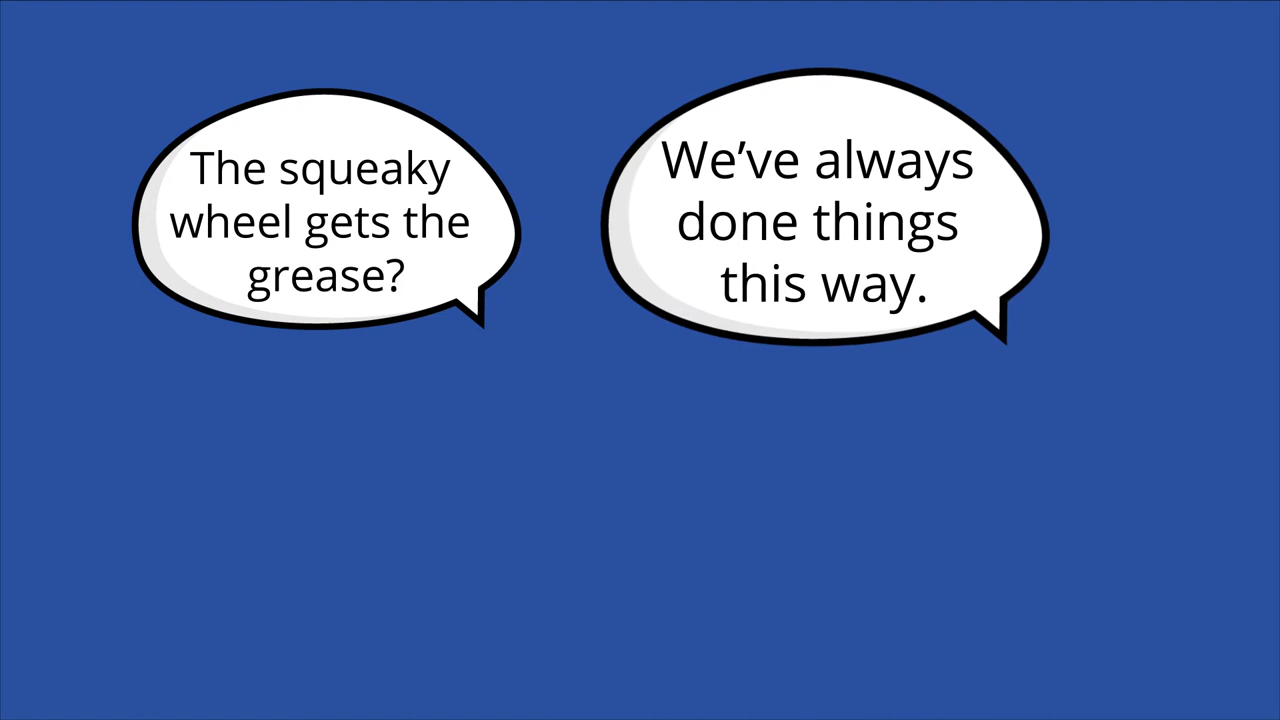 The squeaky
wheel gets the
grease?
We’ve always
done things
this way.